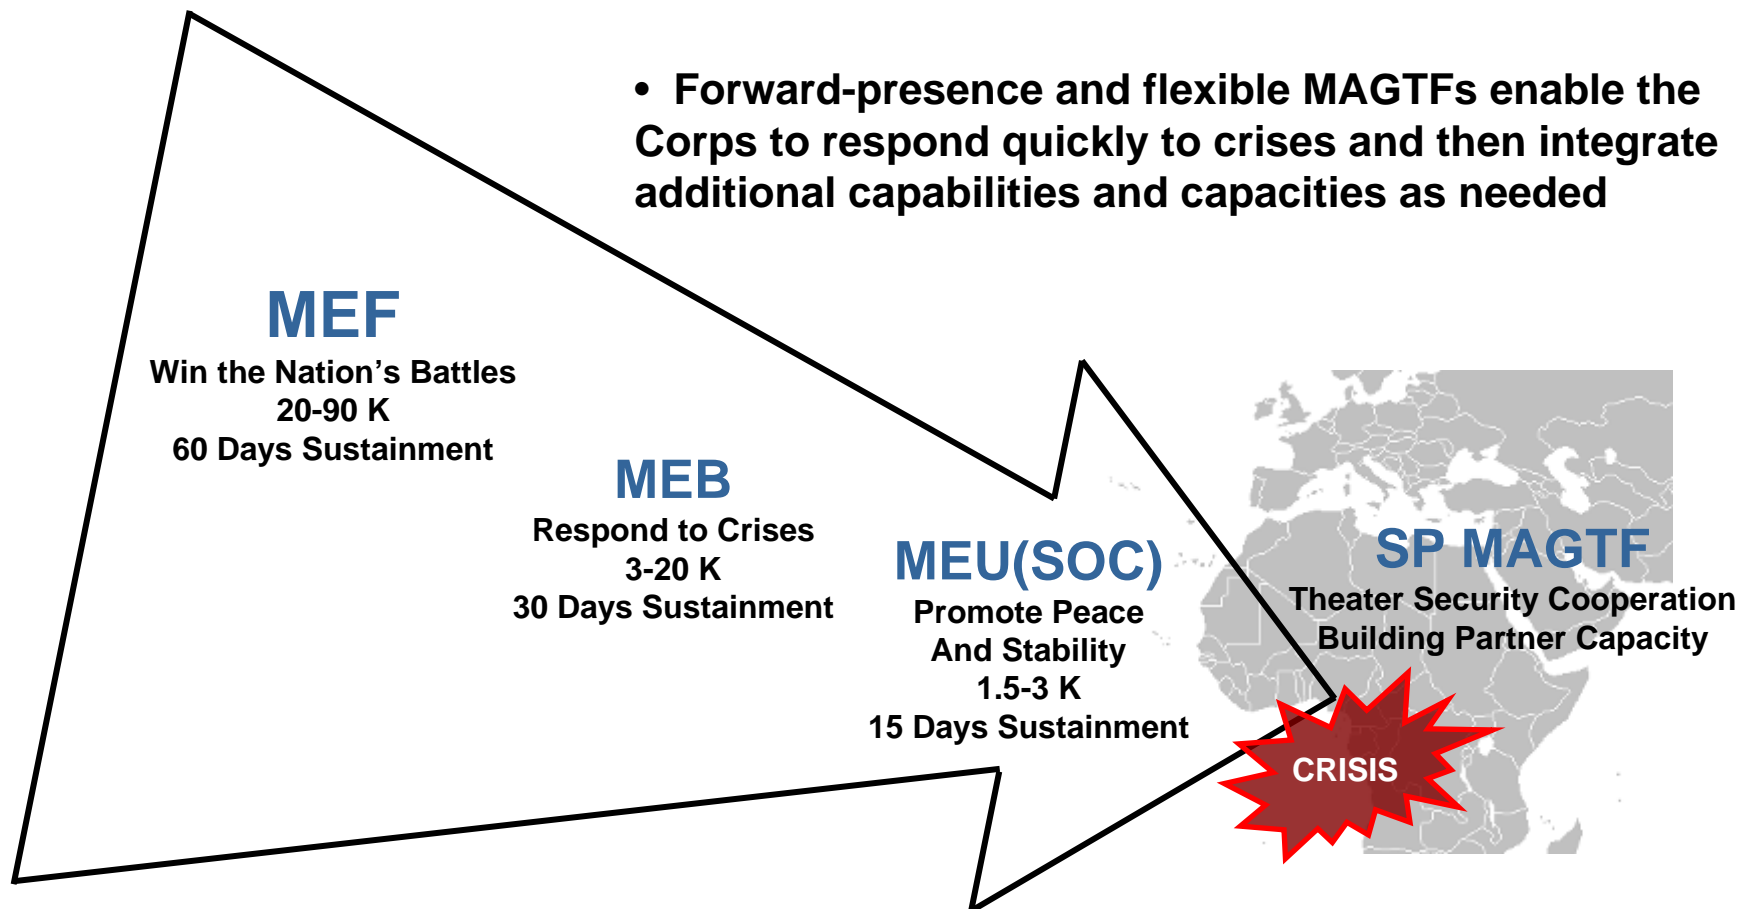 • Forward-presence and flexible MAGTFs enable the
Corps to respond quickly to crises and then integrate
additional capabilities and capacities as needed
MEF
Win the Nation’s Battles
20-90 K
60 Days Sustainment
MEB
Respond to Crises
3-20 K
30 Days Sustainment
MEU(SOC)
Promote Peace
And Stability
1.5-3 K
15 Days Sustainment
SP MAGTF
Theater Security Cooperation
Building Partner Capacity
CRISIS